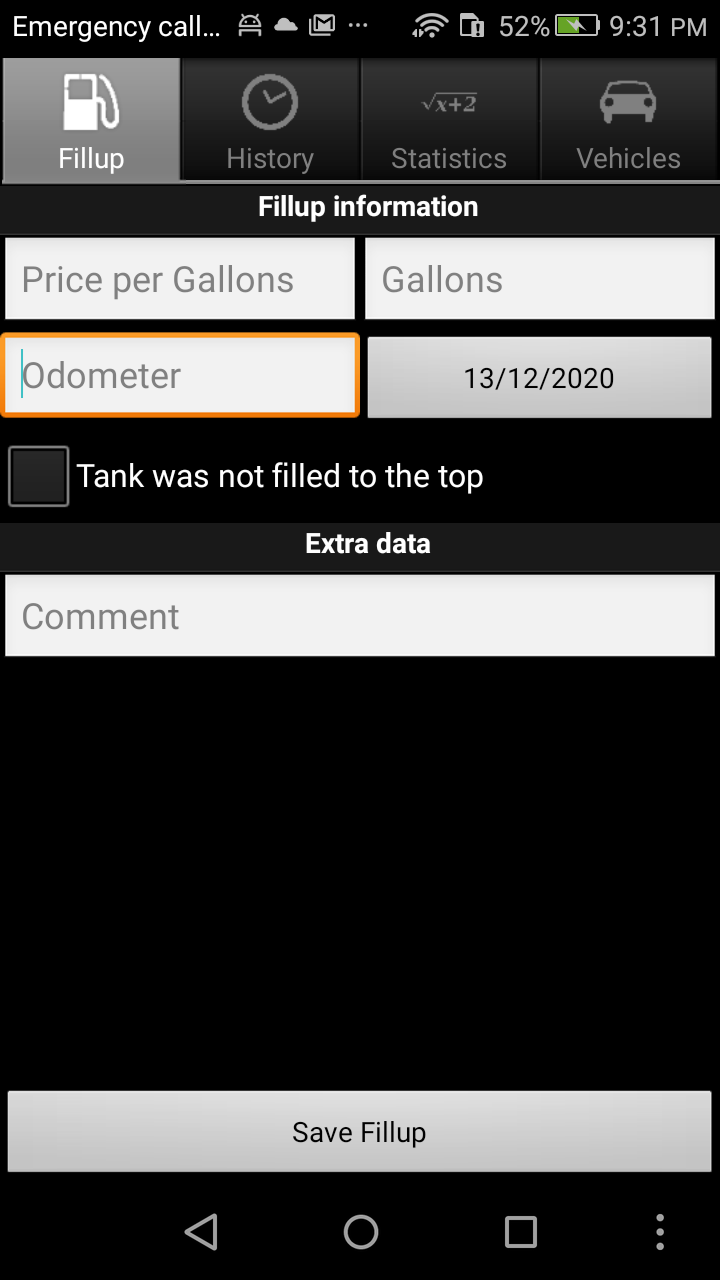 Emergency call... 52% 9:31 PM
Fillup History Statistics Vehicles
√x+2
Fillup information
Price per Gallons Gallons
Odometer 13/12/2020
Tank was not filled to the top
Extra data
Comment
Save Fillup